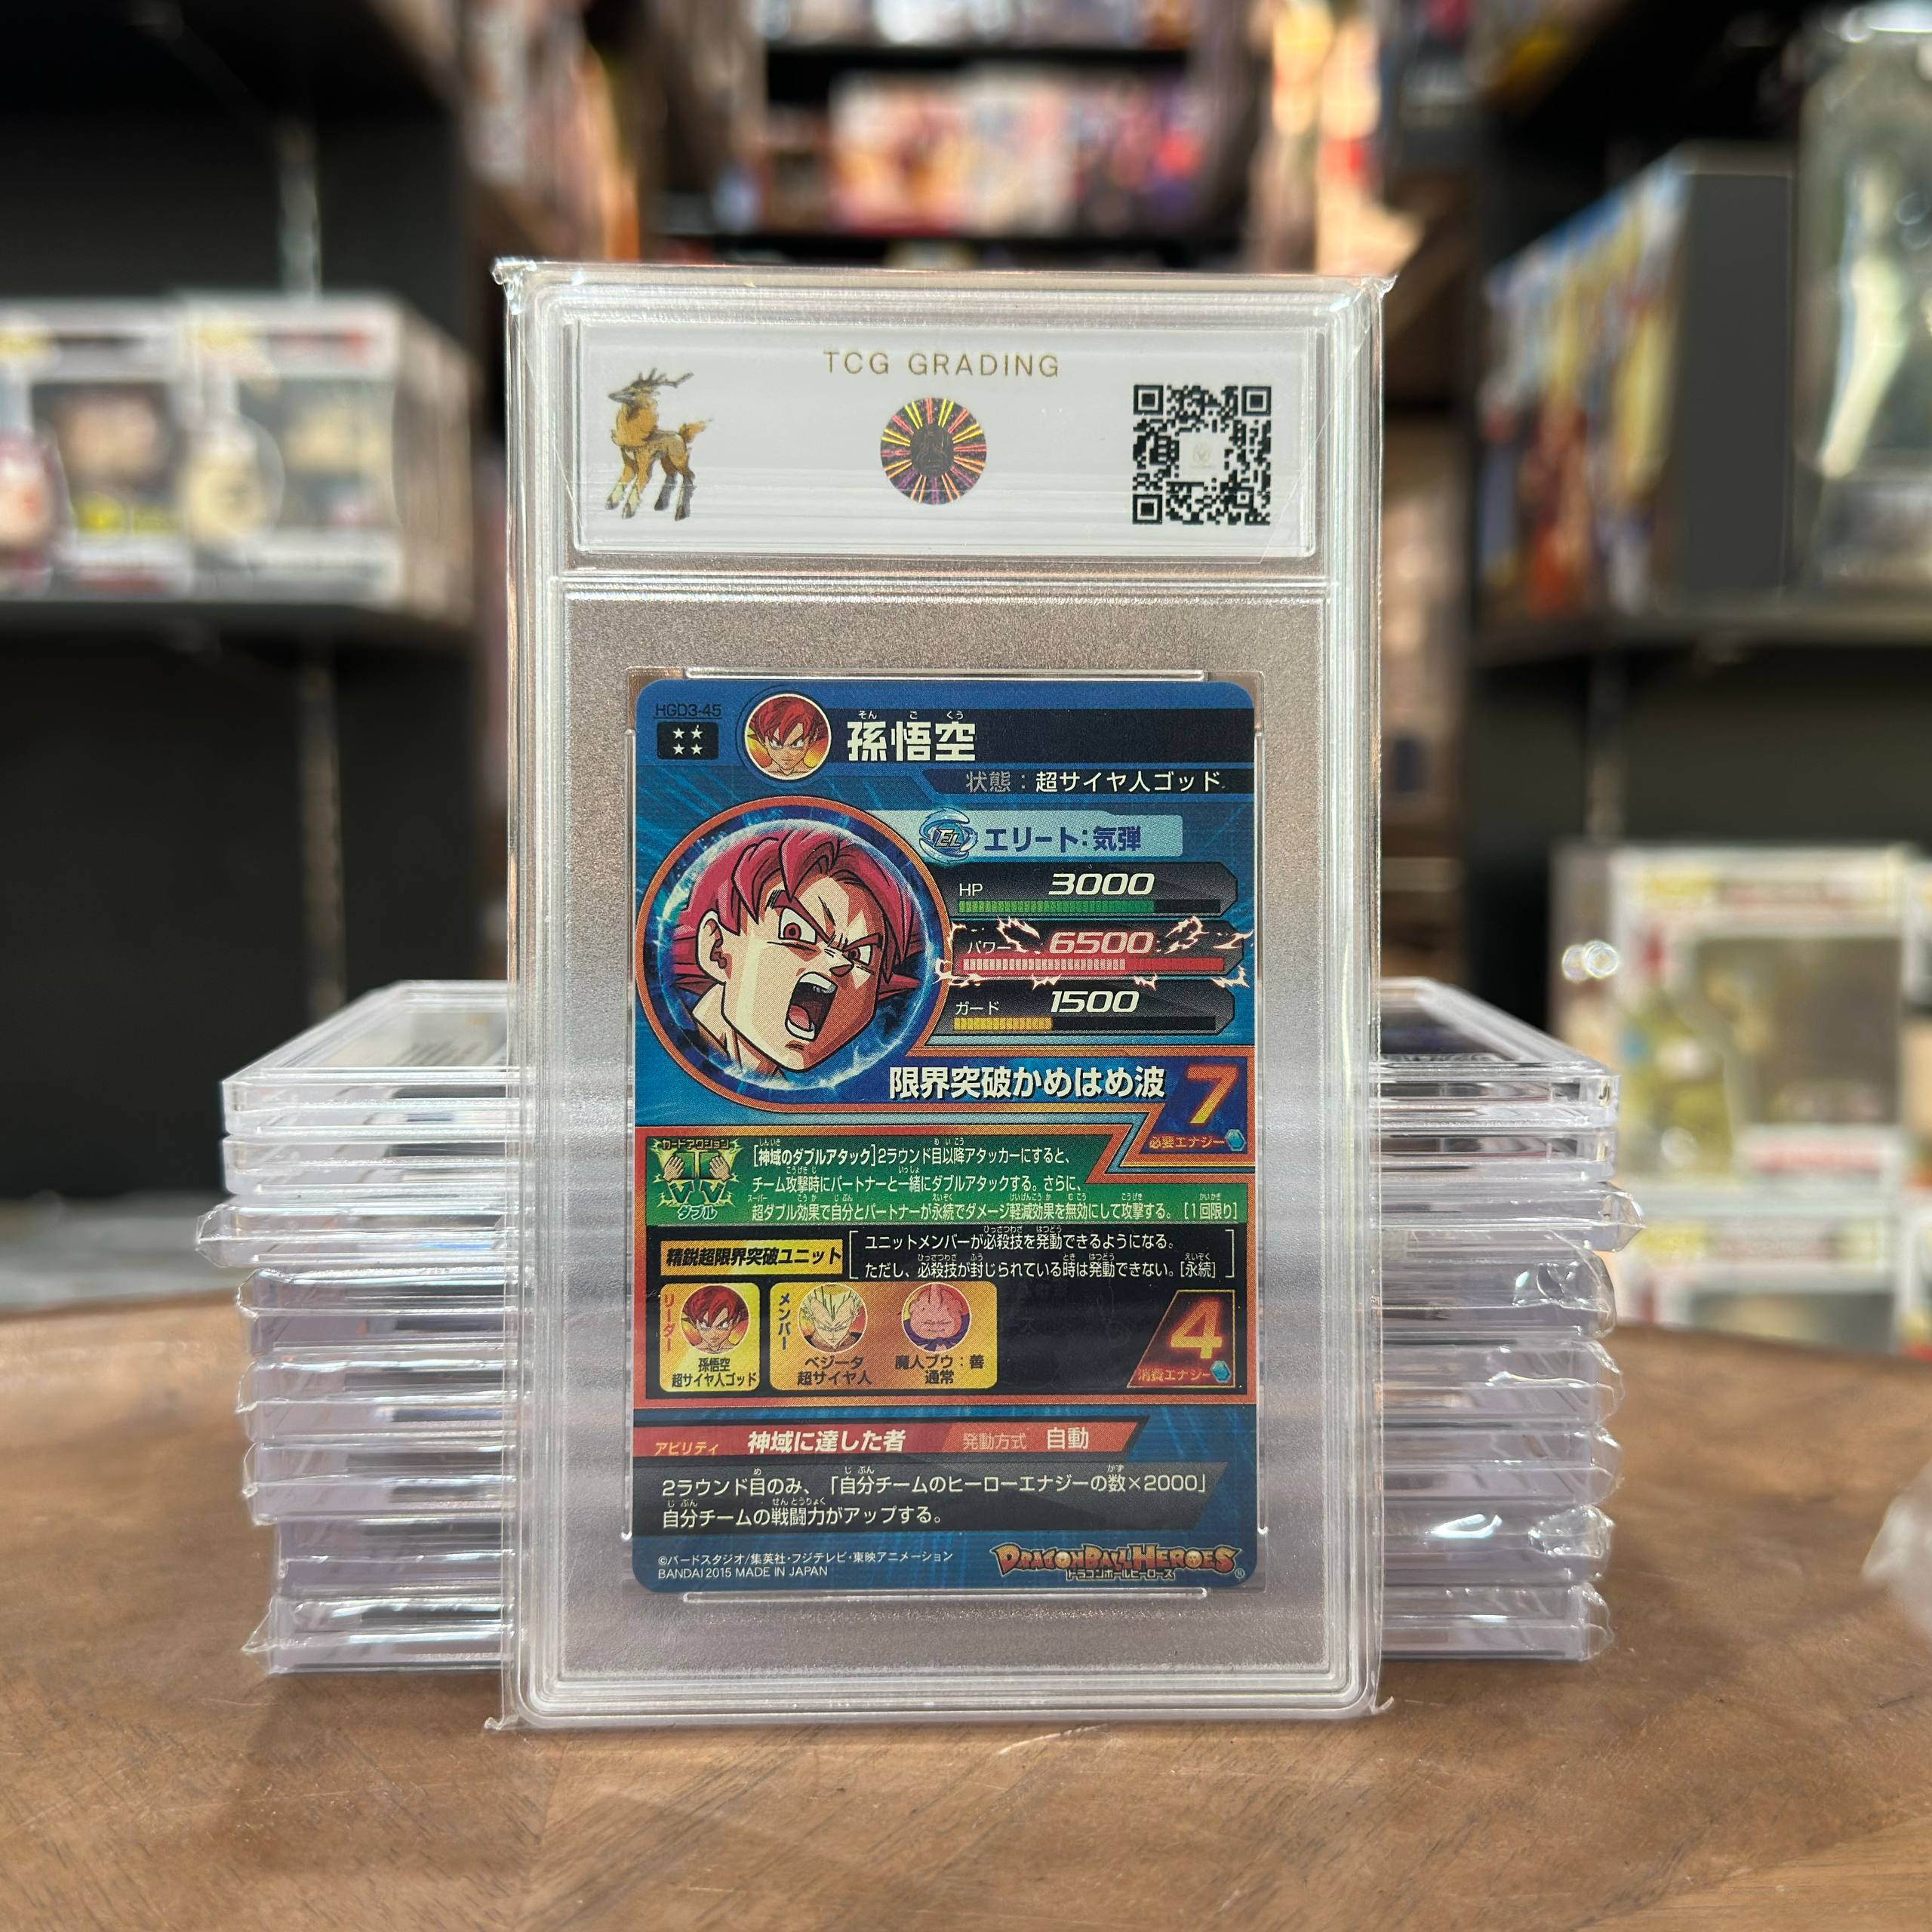 TCG GRADING
HGD3-45
そん ご くう
孫悟空
状態:超サイヤ人ゴッド
EL エリート:気弾
HP 3000
パワー 6500
ガード 1500
限界突破かめはめ波 7
必要エナジー
カードアクション
ダブル
[神域のダブルアタック]2ラウンド目以降アタッカーにすると、
チーム攻撃時にパートナーと一緒にダブルアタックする。さらに、
超ダブル効果で自分とパートナーが永続でダメージ軽減効果を無効にして攻撃する。[1回限り]
精鋭超限界突破ユニット
ユニットメンバーが必殺技を発動できるようになる。
ただし、必殺技が封じられている時は発動できない。[永続]
リーダー
孫悟空
超サイヤ人ゴッド
メンバー
ベジータ
超サイヤ人
魔人ブウ:善
通常
4
消費エナジー
アビリティ 神域に達した者 発動方式 自動
2ラウンド目のみ、「自分チームのヒーローエナジーの数×2000」
自分チームの戦闘力がアップする。
©バードスタジオ/集英社・フジテレビ・東映アニメーション
BANDAI 2015 MADE IN JAPAN
DRAGONBALL HEROES
ドラゴンボールヒーローズ
®